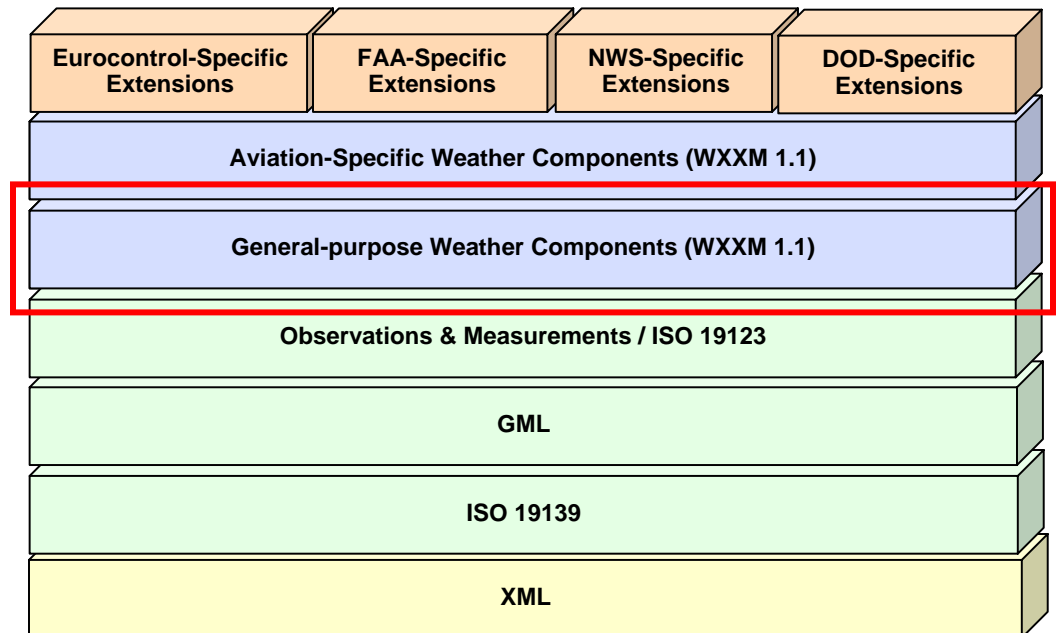 Eurocontrol-Specific
Extensions
FAA-Specific
Extensions
NWS-Specific
Extensions
DOD-Specific
Extensions
Aviation-Specific Weather Components (WXXM 1.1)
General-purpose Weather Components (WXXM 1.1)
Observations & Measurements / ISO 19123
GML
ISO 19139
XML